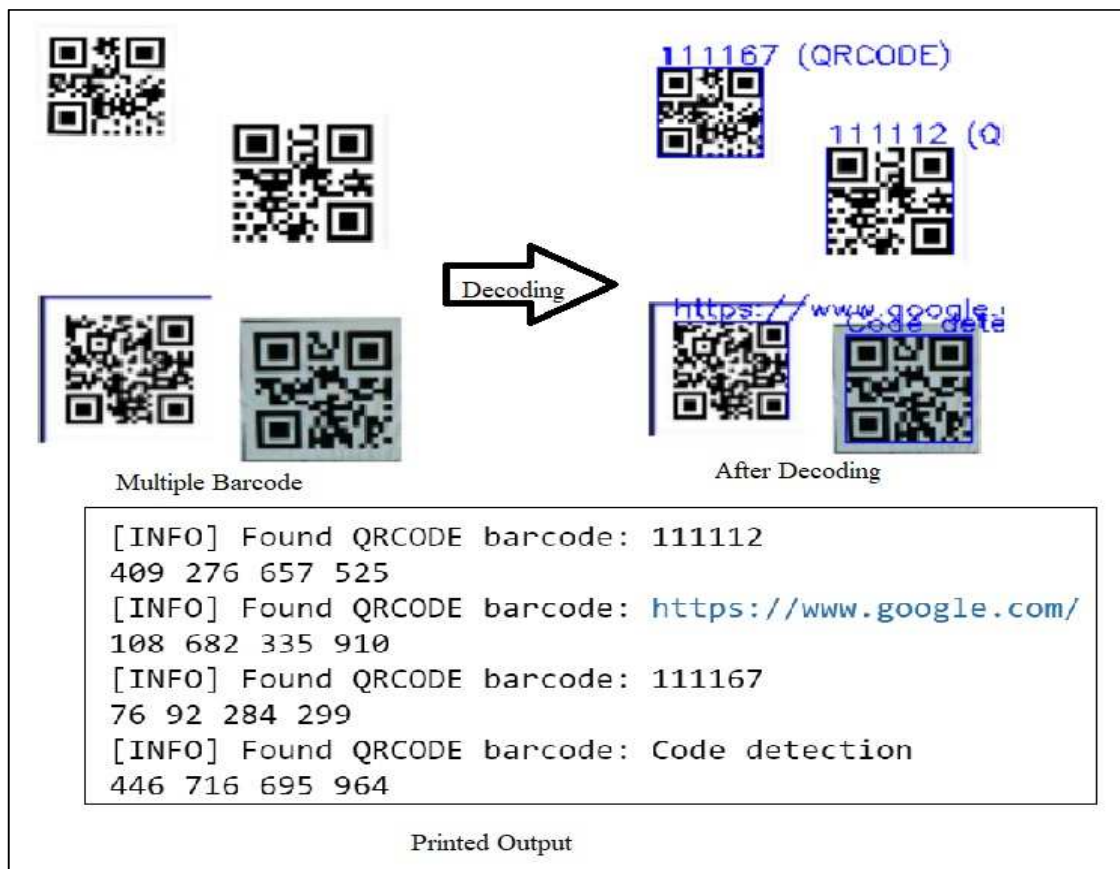 111167 (QRCODE)
111112 (Q
Decoding
https://www.google.
Code dete
Multiple Barcode
After Decoding
[INFO] Found QRCODE barcode: 111112
409 276 657 525
[INFO] Found QRCODE barcode: https://www.google.com/
108 682 335 910
[INFO] Found QRCODE barcode: 111167
76 92 284 299
[INFO] Found QRCODE barcode: Code detection
446 716 695 964
Printed Output